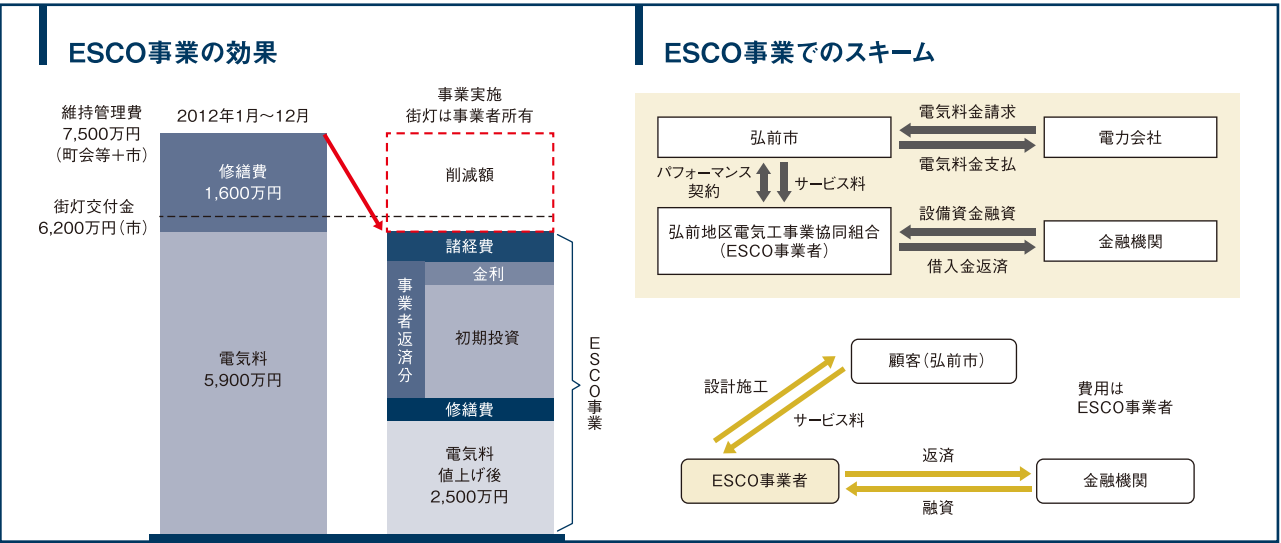 ESCO事業の効果
維持管理費
7,500万円
(町会等+市)
2012年1月〜12月
事業実施
街灯は事業者所有
修繕費
1,600万円
削減額
街灯交付金
6,200万円(市)
諸経費
金利
事業者返済分
初期投資
電気料
5,900万円
修繕費
電気料
値上げ後
2,500万円
ESCO事業
ESCO事業でのスキーム
弘前市
電気料金請求
電気料金支払
電力会社
パフォーマンス
契約
サービス料
弘前地区電気工事業協同組合
(ESCO事業者)
設備資金融資
借入金返済
金融機関
顧客(弘前市)
設計施工
サービス料
費用は
ESCO事業者
ESCO事業者
返済
融資
金融機関